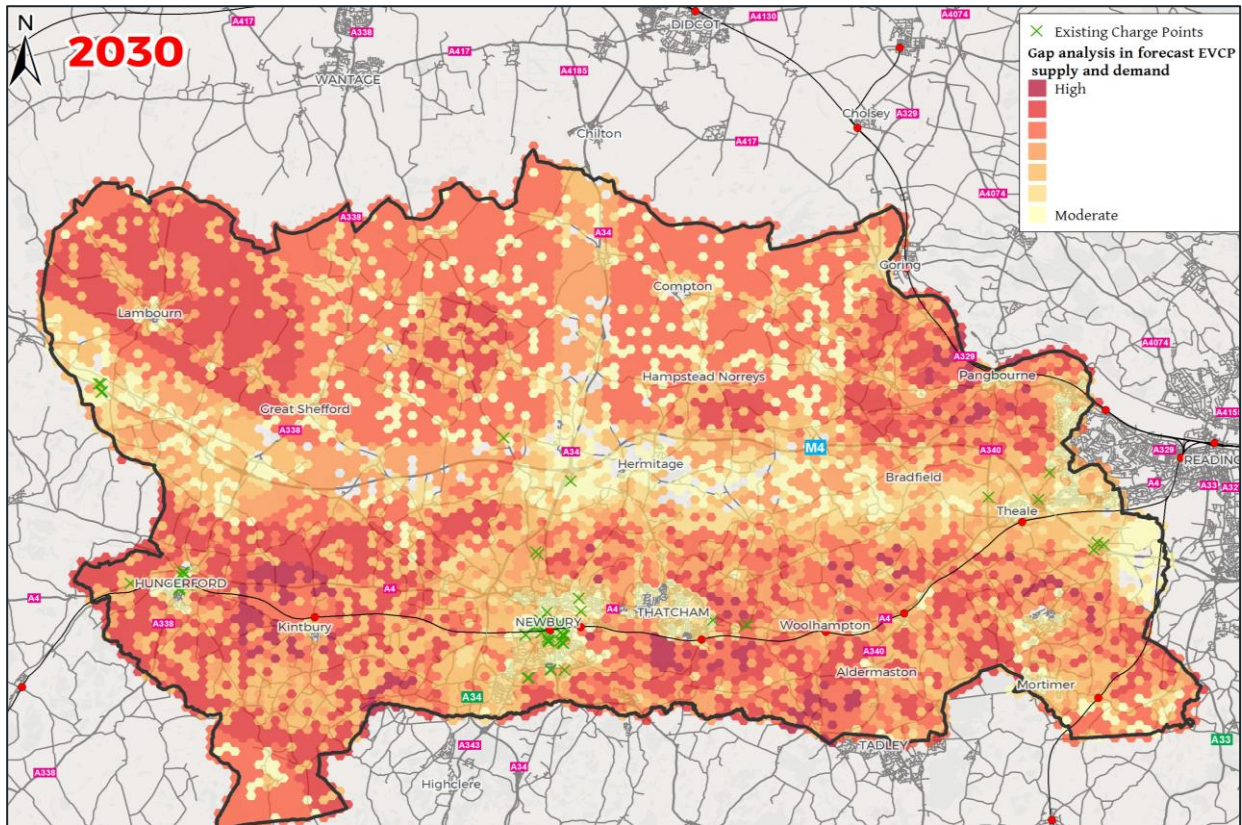 N
2030
A417
A338
A417
WANTAGE
A4185
DIDCOT
A4130
A4074
Cholsey
A329
Chilton
A417
A4074
Existing Charge Points
Gap analysis in forecast EVCP
supply and demand
High
Moderate
A338
A34
Goring
Compton
Lambourn
A4074
A329
Pangbourne
Hampstead Norreys
A4155
Great Shefford
A338
A34
M4
A340
A329
READING
Hermitage
Bradfield
A4
A33
A32
Theale
HUNGERFORD
A4
A4
A338
Kintbury
NEWBURY
A4
THATCHAM
Woolhampton
A4
A340
Aldermaston
Mortimer
A34
A343
TADLEY
A33
A338
A34
Highclere